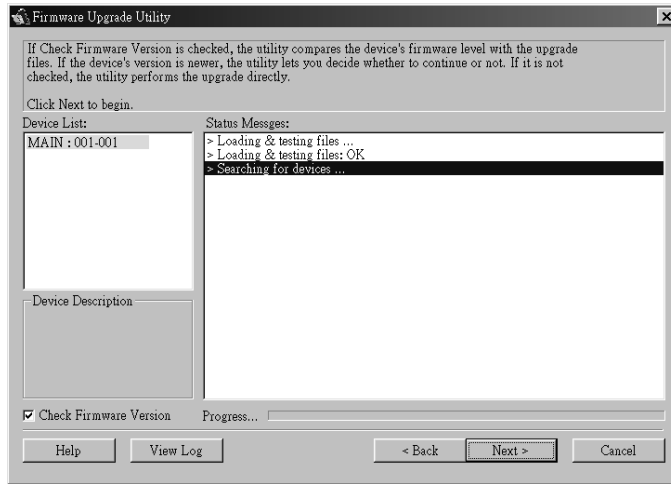 Firmware Upgrade Utility
If Check Firmware Version is checked, the utility compares the device's firmware level with the upgrade
files. If the device's version is newer, the utility lets you decide whether to continue or not. If it is not
checked, the utility performs the upgrade directly.
Click Next to begin.
Device List:
MAIN : 001-001
Status Messges:
> Loading & testing files ...
> Loading & testing files: OK
> Searching for devices ...
Device Description
Check Firmware Version
Progress...
Help
View Log
< Back
Next >
Cancel